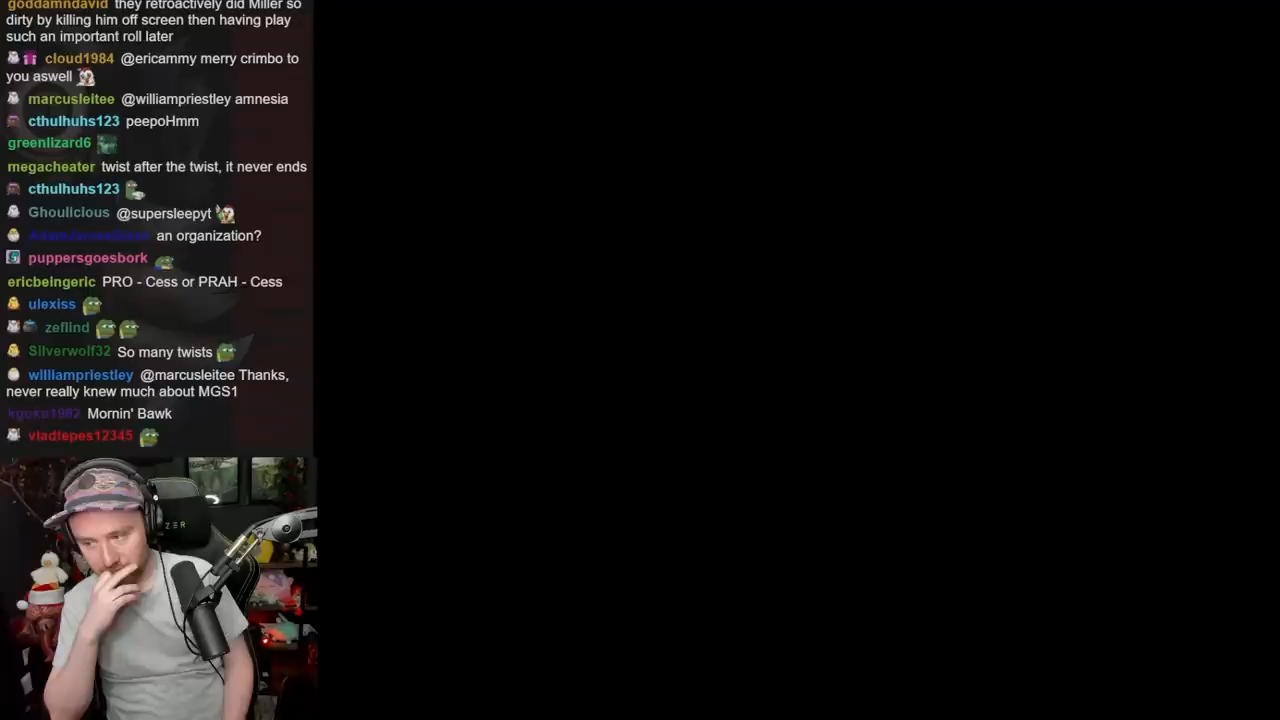 goddamndavid they retroactively did Miller so
dirty by killing him off screen then having play
such an important roll later
cloud1984 @ericammy merry crimbo to
you aswell
marcusleitee @williampriestley amnesia
cthulhuhs123 peepoHmm
greenlizard6
megacheater twist after the twist, it never ends
cthulhuhs123
Ghoulicious @supersleepyt
an organization?
puppersgoesbork
ericbeingeric PRO - Cess or PRAH - Cess
ulexiss
zeflind
Silverwolf32 So many twists
williampriestley @marcusleitee Thanks,
never really knew much about MGS1
Mornin' Bawk
vladtepes12345
ZER